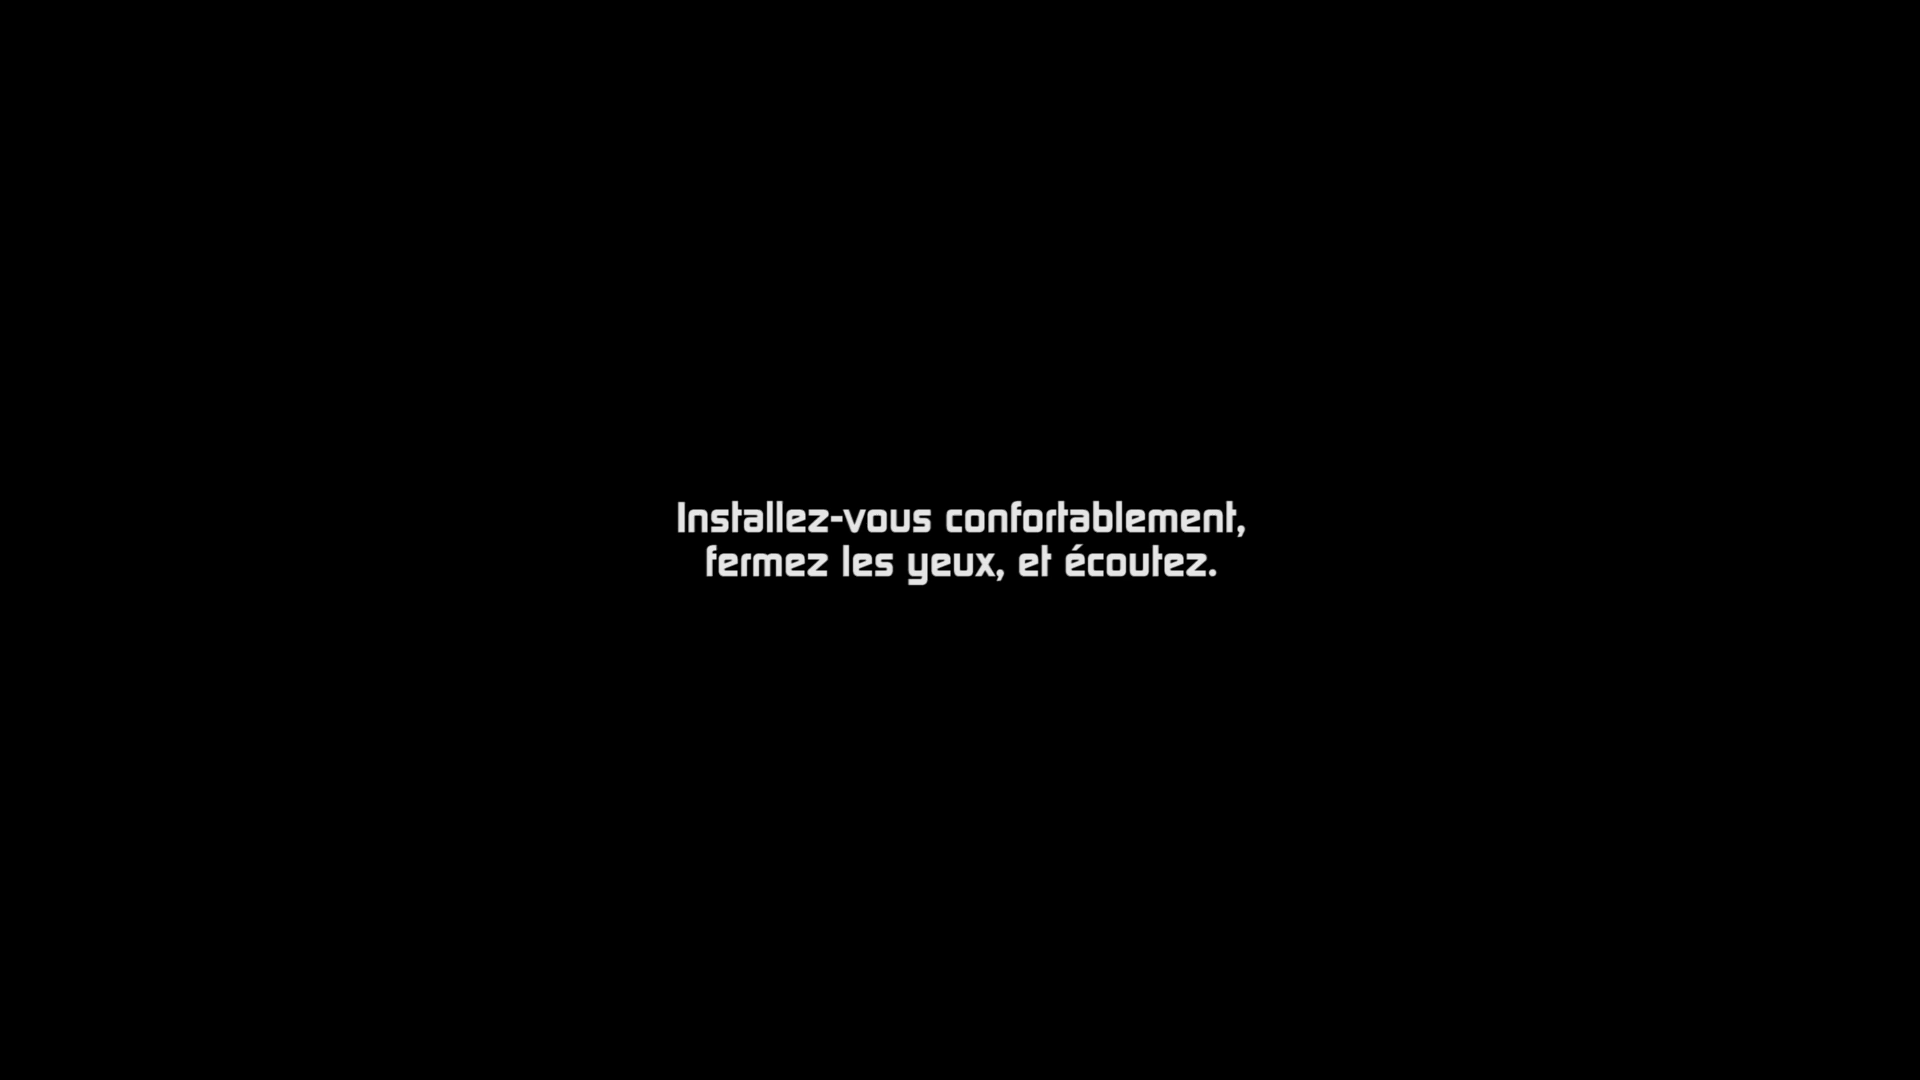 Installez-vous confortablement,
fermez les yeux, et écoutez.